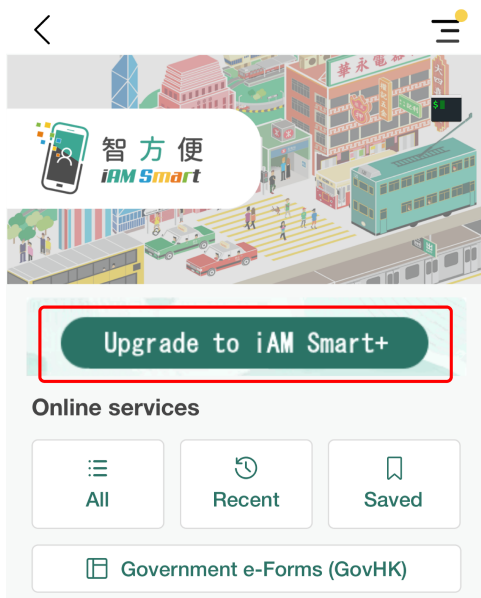 華永電器
$
智方便
iAM Smart
Upgrade to iAM Smart+
Online services
All
Recent
Saved
Government e-Forms (GovHK)